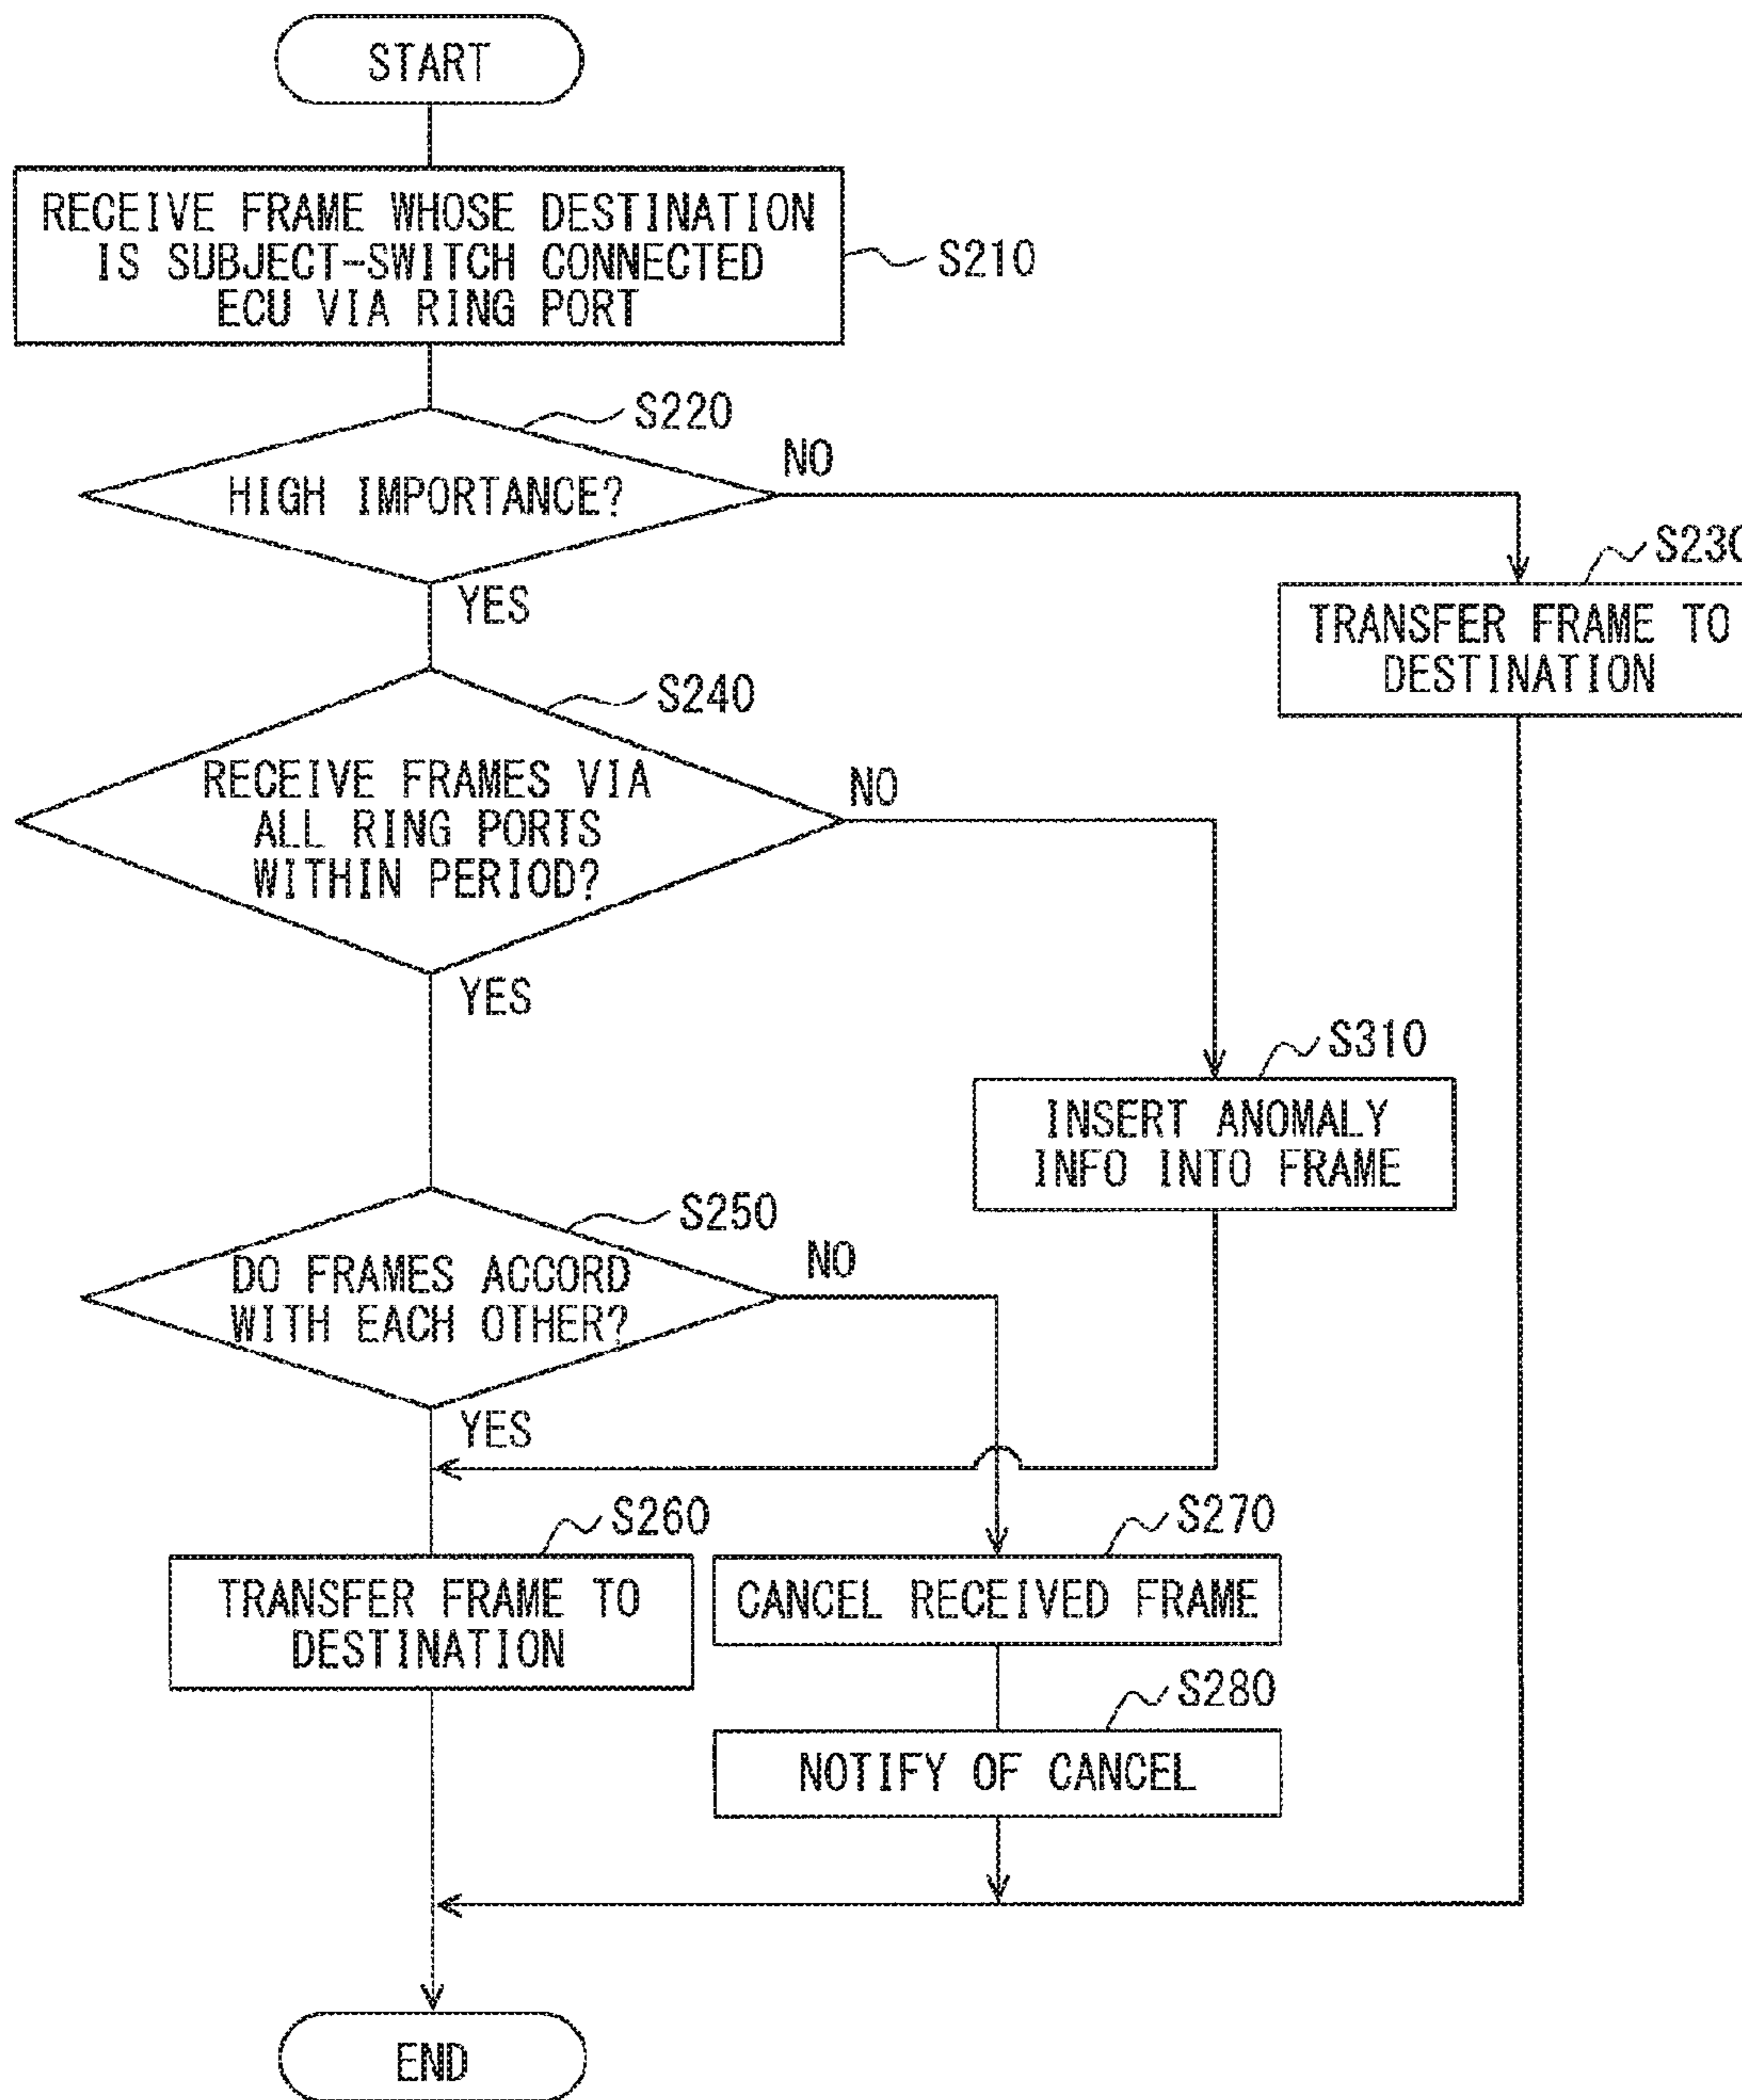 START
RECEIVE FRAME WHOSE DESTINATION
IS SUBJECT-SWITCH CONNECTED
ECU VIA RING PORT
S210
S220
HIGH IMPORTANCE?
NO
YES
S230
TRANSFER FRAME TO
DESTINATION
S240
RECEIVE FRAMES VIA
ALL RING PORTS
WITHIN PERIOD?
NO
YES
S310
INSERT ANOMALY
INFO INTO FRAME
S250
DO FRAMES ACCORD
WITH EACH OTHER?
NO
YES
S260
TRANSFER FRAME TO
DESTINATION
S270
CANCEL RECEIVED FRAME
S280
NOTIFY OF CANCEL
END